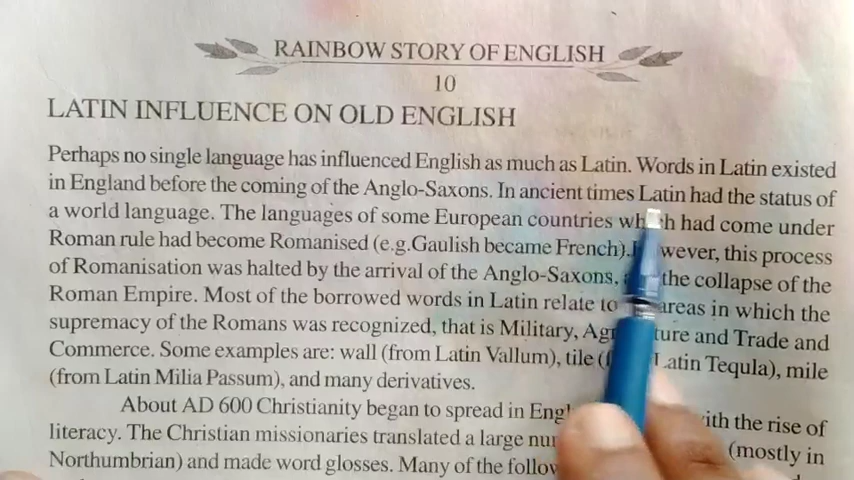 RAINBOW STORY OF ENGLISH
10
LATIN INFLUENCE ON OLD ENGLISH
Perhaps no single language has influenced English as much as Latin. Words in Latin existed
in England before the coming of the Anglo-Saxons. In ancient times Latin had the status of
a world language. The languages of some European countries which had come under
Roman rule had become Romanised (e.g.Gaulish became French). However, this process
of Romanisation was halted by the arrival of the Anglo-Saxons, the collapse of the
Roman Empire. Most of the borrowed words in Latin relate to areas in which the
supremacy of the Romans was recognized, that is Military, and Trade and
Commerce. Some examples are: wall (from Latin Vallum), tile Latin Tequla), mile
(from Latin Milia Passum), and many derivatives.
About AD 600 Christianity began to spread in with the rise of
literacy. The Christian missionaries translated a large (mostly in
Northumbrian) and made word glosses. Many of the